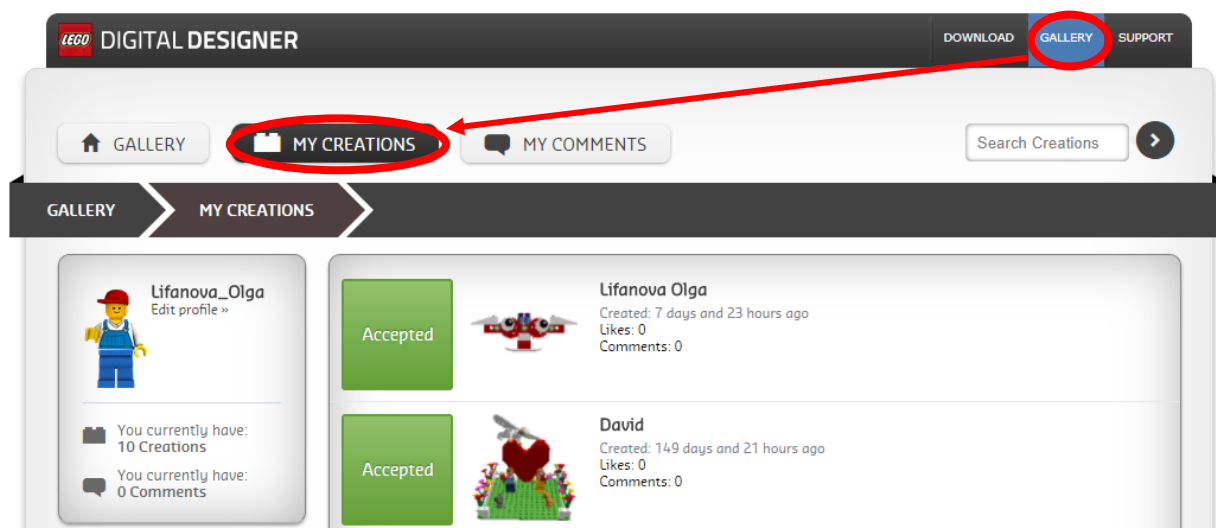 LEGO DIGITAL DESIGNER
DOWNLOAD GALLERY SUPPORT
GALLERY MY CREATIONS MY COMMENTS Search Creations
GALLERY MY CREATIONS
Lifanova_Olga
Edit profile »
You currently have:
10 Creations
You currently have:
0 Comments
Accepted
Lifanova Olga
Created: 7 days and 23 hours ago
Likes: 0
Comments: 0
Accepted
David
Created: 149 days and 21 hours ago
Likes: 0
Comments: 0